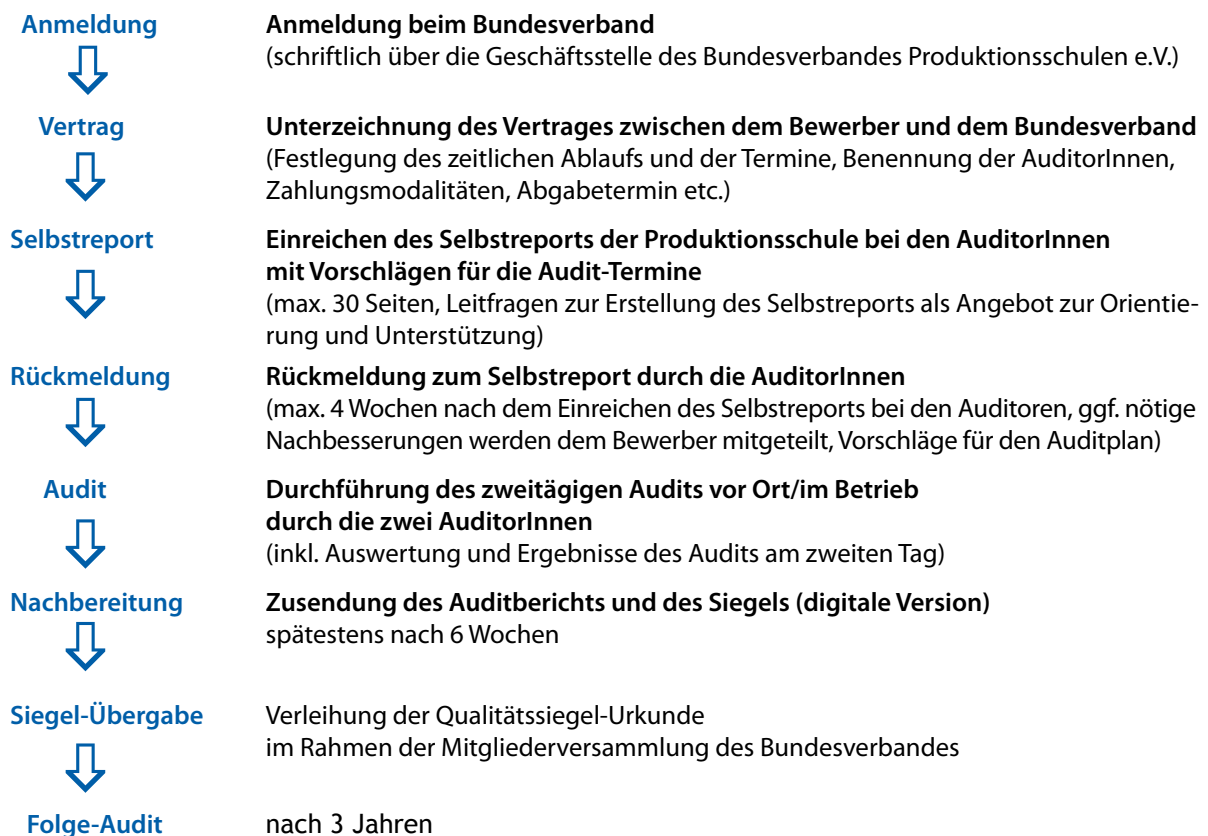 Anmeldung Anmeldung beim Bundesverband
(schriftlich über die Geschäftsstelle des Bundesverbandes Produktionsschulen e.V.)
Vertrag Unterzeichnung des Vertrages zwischen dem Bewerber und dem Bundesverband
(Festlegung des zeitlichen Ablaufs und der Termine, Benennung der AuditorInnen,
Zahlungsmodalitäten, Abgabetermin etc.)
Selbstreport Einreichen des Selbstreports der Produktionsschule bei den AuditorInnen
mit Vorschlägen für die Audit-Termine
(max. 30 Seiten, Leitfragen zur Erstellung des Selbstreports als Angebot zur Orientie-
rung und Unterstützung)
Rückmeldung Rückmeldung zum Selbstreport durch die AuditorInnen
(max. 4 Wochen nach dem Einreichen des Selbstreports bei den Auditoren, ggf. nötige
Nachbesserungen werden dem Bewerber mitgeteilt, Vorschläge für den Auditplan)
Audit Durchführung des zweitägigen Audits vor Ort/im Betrieb
durch die zwei AuditorInnen
(inkl. Auswertung und Ergebnisse des Audits am zweiten Tag)
Nachbereitung Zusendung des Auditberichts und des Siegels (digitale Version)
spätestens nach 6 Wochen
Siegel-Übergabe Verleihung der Qualitätssiegel-Urkunde
im Rahmen der Mitgliederversammlung des Bundesverbandes
Folge-Audit nach 3 Jahren